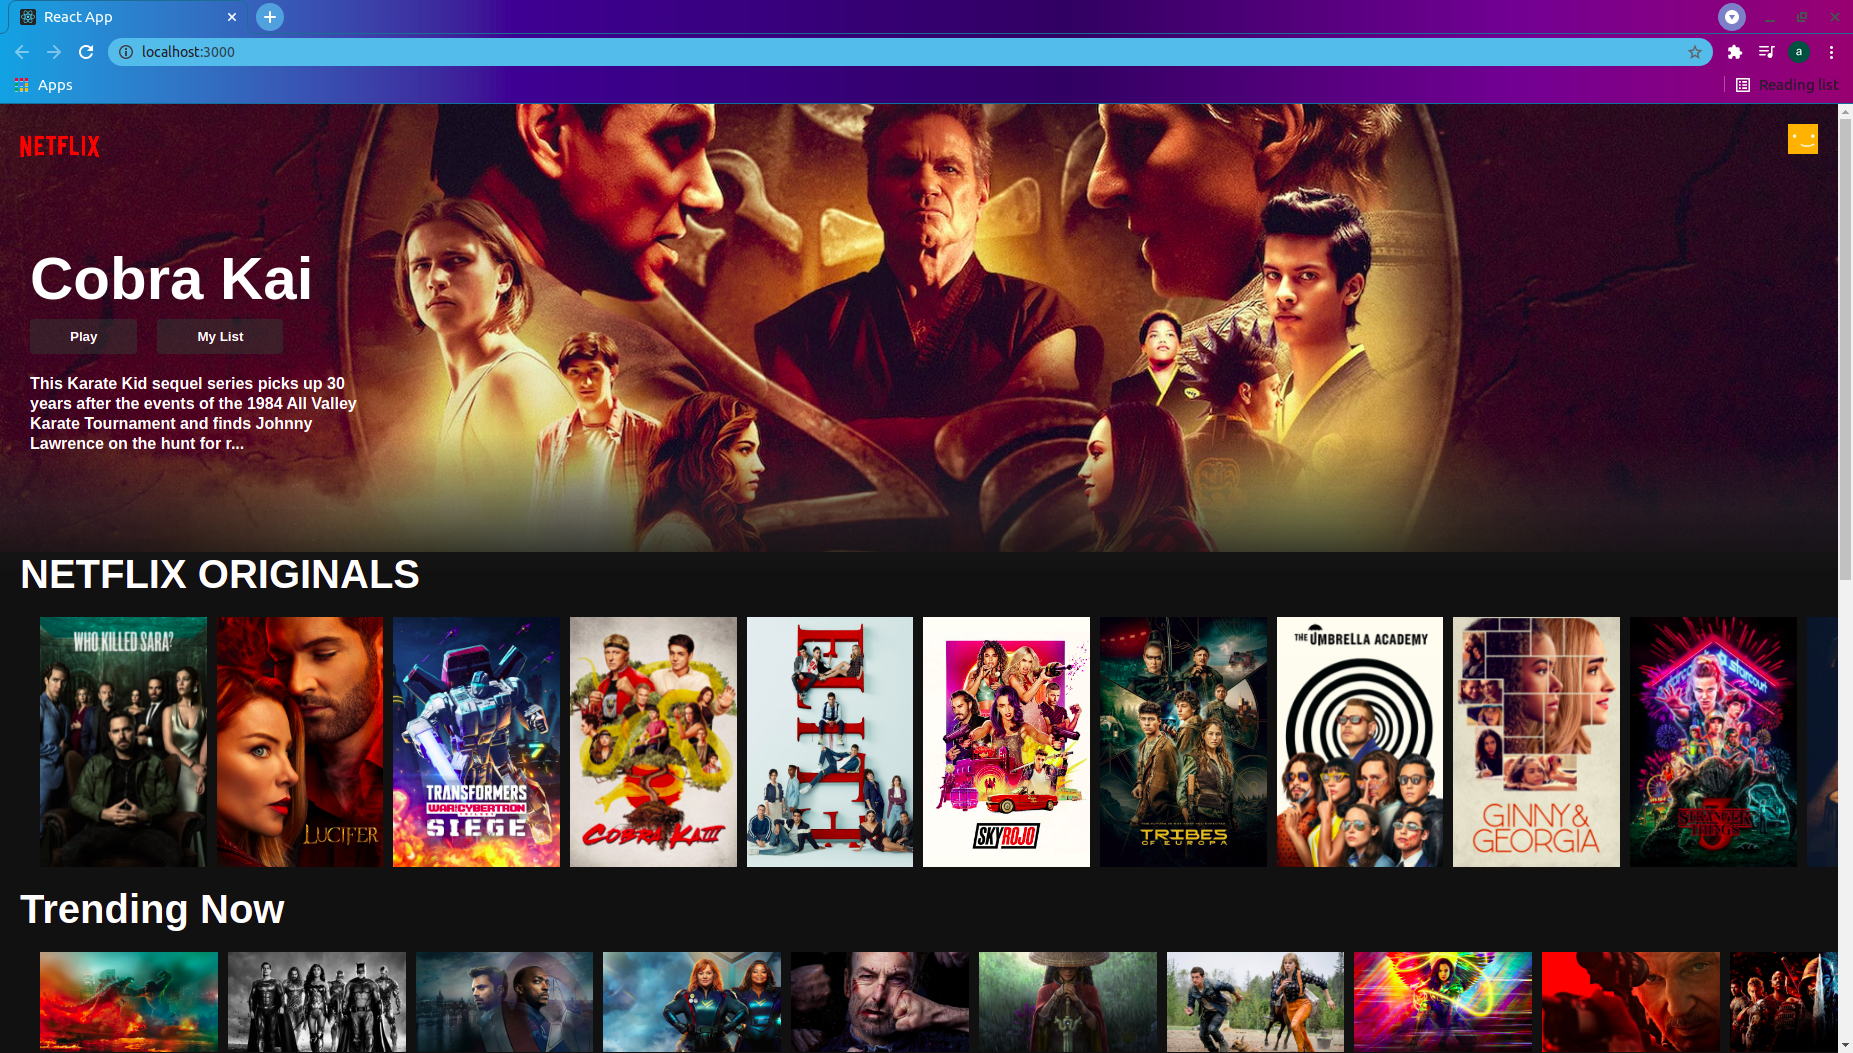 React App
localhost:3000
a
Apps
Reading list
NETFLIX
Cobra Kai
Play
My List
This Karate Kid sequel series picks up 30
years after the events of the 1984 All Valley
Karate Tournament and finds Johnny
Lawrence on the hunt for r...
NETFLIX ORIGINALS
WHO KILLED SARA?
LUCIFER
TRANSFORMERS
WAR FOR CYBERTRON
SIEGE
COBRA KAI III
ELITE
SKY ROJO
TRIBES
OF EUROPA
THE UMBRELLA ACADEMY
GINNY &
GEORGIA
starcourt
STRANGER
THINGS
3
Trending Now